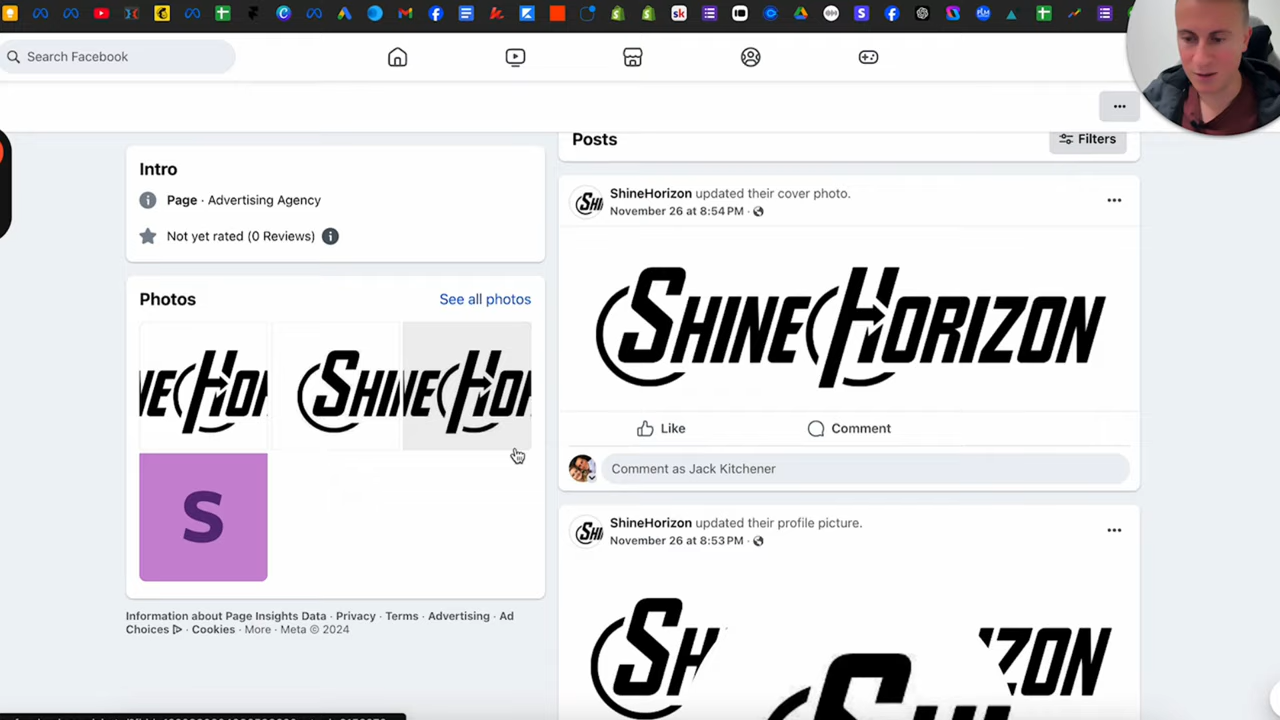 Search Facebook
Intro
Page · Advertising Agency
Not yet rated (0 Reviews)
Photos
See all photos
S
Information about Page Insights Data · Privacy · Terms · Advertising · Ad
Choices · Cookies · More · Meta © 2024
Posts
Filters
ShineHorizon updated their cover photo.
November 26 at 8:54 PM ·
SHINEHORIZON
Like
Comment
Comment as Jack Kitchener
ShineHorizon updated their profile picture.
November 26 at 8:53 PM ·